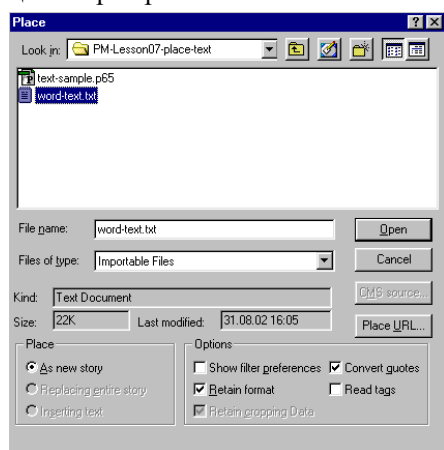 Place
Look in: PM-Lesson07-place-text
text-sample.p65
word-text.txt
File name: word-text.txt Open
Files of type: Importable Files Cancel
Kind: Text Document CMS source...
Size: 22K Last modified: 31.08.02 16:05 Place URL...
Place Options
As new story Show filter preferences Convert quotes
Replacing entire story Retain format Read tags
Inserting text Retain cropping Data